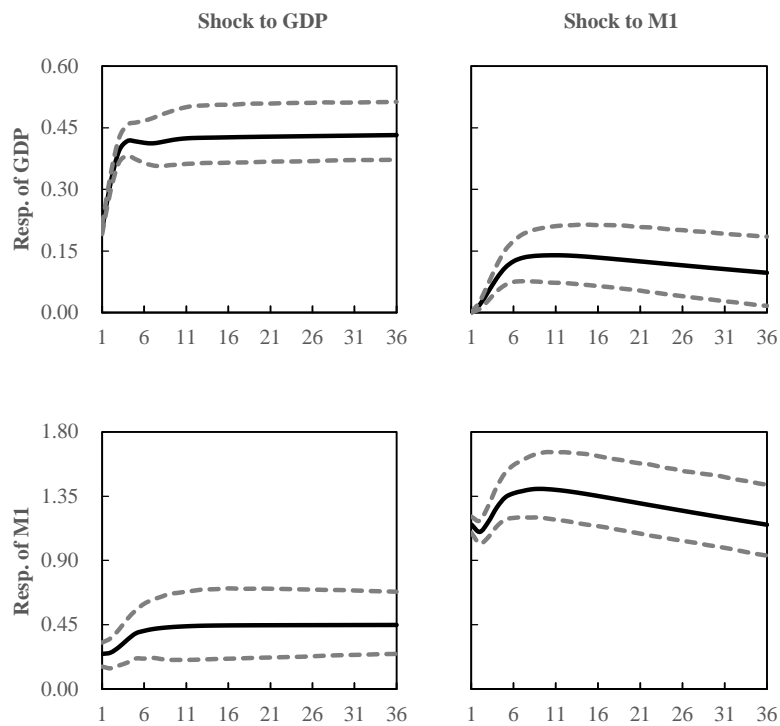 Shock to GDP
Shock to M1
Resp. of GDP
0.60
0.45
0.30
0.15
0.00
1 6 11 16 21 26 31 36
1 6 11 16 21 26 31 36
Resp. of M1
1.80
1.35
0.90
0.45
0.00
1 6 11 16 21 26 31 36
1 6 11 16 21 26 31 36